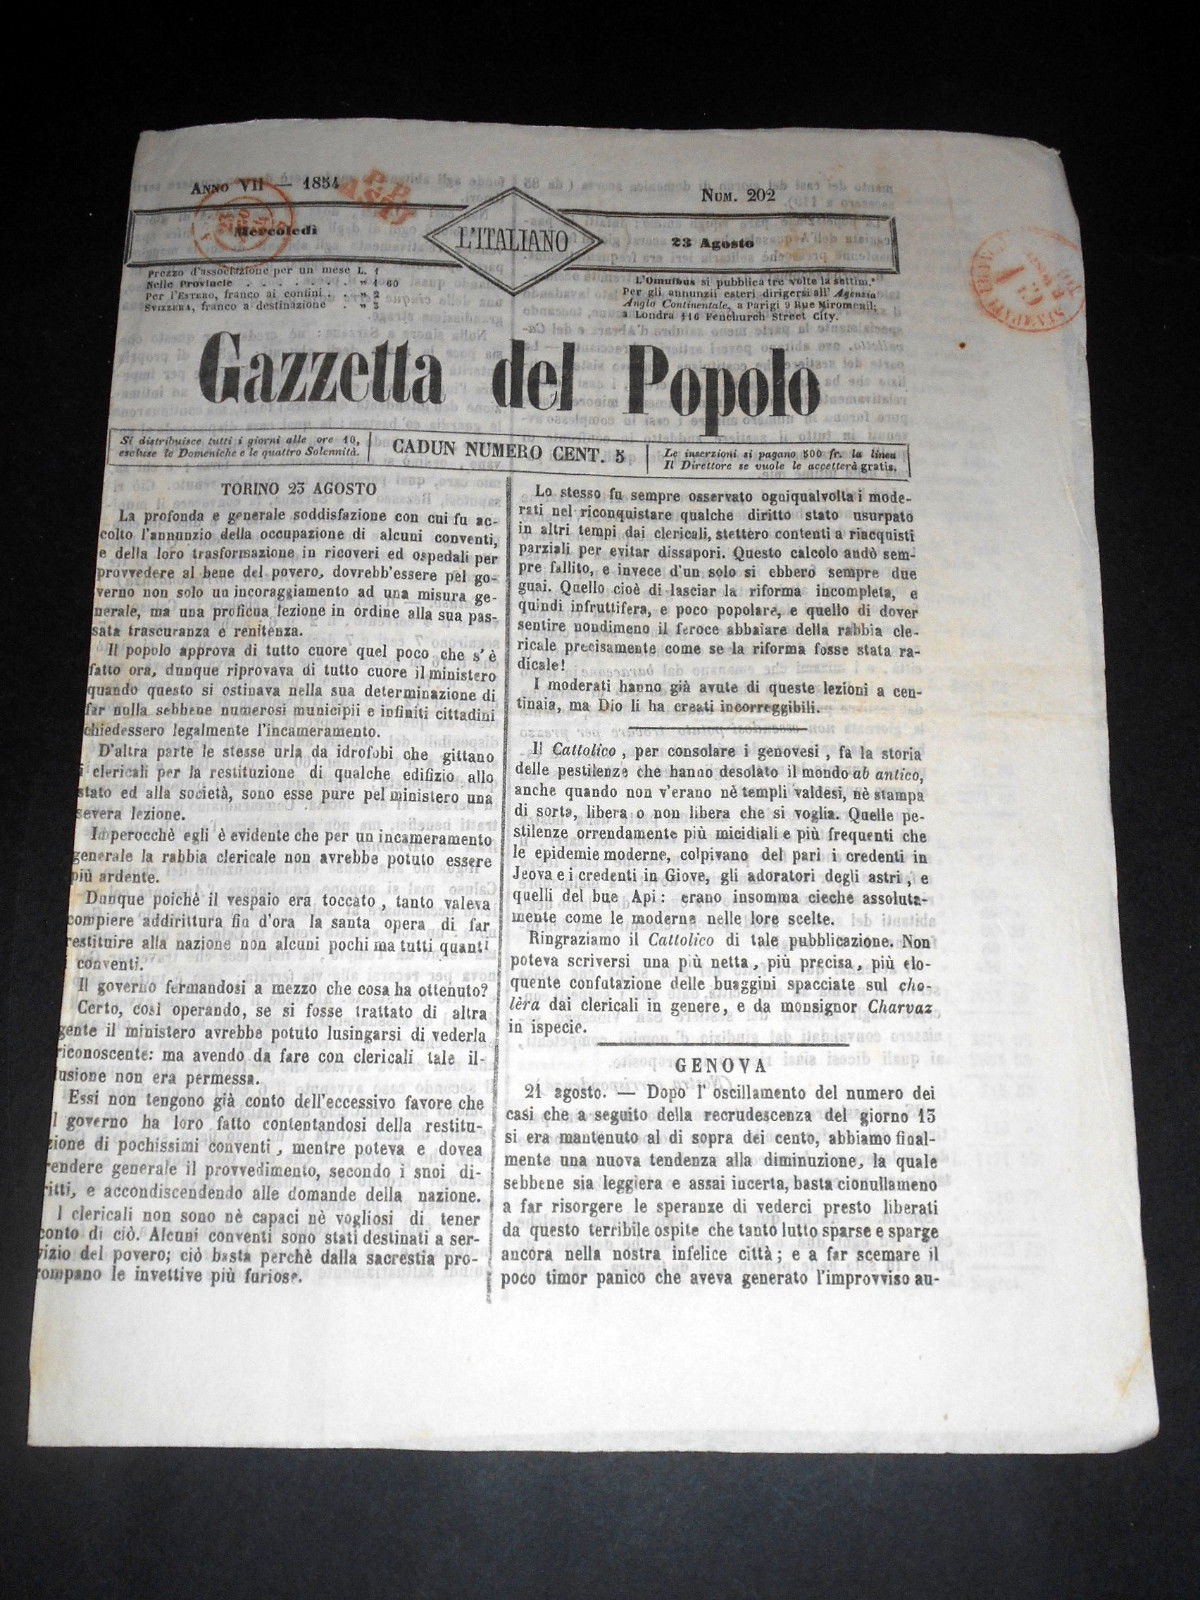 Anno VII — 1854
Num. 202
Mercoledì
L'ITALIANO
23 Agosto
Prezzo d'associazione per un mese L. 1
Nelle Provincie . . . . . . . » 1 60
Per l'Estero, franco ai confini . . » 2
Svizzera, franco a destinazione . » 3
L'Omnibus si pubblica tre volte la settim.ª
Per gli annunzii esteri dirigersi all' Agenzia
Anglo Continentale, a Parigi 9 Rue Miromenil;
a Londra 116 Fenchurch Street City.
Gazzetta del Popolo
Si distribuisce tutti i giorni alle ore 10,
escluse le Domeniche e le quattro Solennità.
CADUN NUMERO CENT. 5
Le inserzioni si pagano 500 fr. la linea
Il Direttore se vuole le accetterà gratis.
TORINO 23 AGOSTO
La profonda e generale soddisfazione con cui fu ac-
colto l'annunzio della occupazione di alcuni conventi,
e della loro trasformazione in ricoveri ed ospedali per
provvedere al bene del povero, dovrebb'essere pel go-
verno non solo un incoraggiamento ad una misura ge-
nerale, ma una proficua lezione in ordine alla sua pas-
sata trascuranza e renitenza.
Il popolo approva di tutto cuore quel poco che s'è
fatto ora, dunque riprovava di tutto cuore il ministero
quando questo si ostinava nella sua determinazione di
far nulla sebbene numerosi municipii e infiniti cittadini
chiedessero legalmente l'incameramento.
D'altra parte le stesse urla da idrofobi che gittano
i clericali per la restituzione di qualche edifizio allo
stato ed alla società, sono esse pure pel ministero una
severa lezione.
Imperocchè egli è evidente che per un incameramento
generale la rabbia clericale non avrebbe potuto essere
più ardente.
Dunque poichè il vespaio era toccato, tanto valeva
compiere addirittura fin d'ora la santa opera di far
restituire alla nazione non alcuni pochi ma tutti quanti
conventi.
Il governo fermandosi a mezzo che cosa ha ottenuto?
Certo, così operando, se si fosse trattato di altra
gente il ministero avrebbe potuto lusingarsi di vederla
riconoscente: ma avendo da fare con clericali tale il-
lusione non era permessa.
Essi non tengono già conto dell'eccessivo favore che
l governo ha loro fatto contentandosi della restitu-
zione di pochissimi conventi, mentre poteva e dovea
rendere generale il provvedimento, secondo i snoi di-
ritti, e accondiscendendo alle domande della nazione.
I clericali non sono nè capaci nè vogliosi di tener
conto di ciò. Alcuni conventi sono stati destinati a ser-
vizio del povero; ciò basta perchè dalla sacrestia pro-
rompano le invettive più furiose.
Lo stesso fu sempre osservato ogniqualvolta i mode-
rati nel riconquistare qualche diritto stato usurpato
in altri tempi dai clericali, stettero contenti a riacquisti
parziali per evitar dissapori. Questo calcolo andò sem-
pre fallito, e invece d'un solo si ebbero sempre due
guai. Quello cioè di lasciar la riforma incompleta, e
quindi infruttifera, e poco popolare, e quello di dover
sentire nondimeno il feroce abbaiare della rabbia cle-
ricale precisamente come se la riforma fosse stata ra-
dicale!
I moderati hanno già avute di queste lezioni a cen-
tinaia, ma Dio li ha creati incorreggibili.
Il Cattolico, per consolare i genovesi, fa la storia
delle pestilenze che hanno desolato il mondo ab antico,
anche quando non v'erano nè templi valdesi, nè stampa
di sorta, libera o non libera che si voglia. Quelle pe-
stilenze orrendamente più micidiali e più frequenti che
le epidemie moderne, colpivano del pari i credenti in
Jeova e i credenti in Giove, gli adoratori degli astri, e
quelli del bue Api: erano insomma cieche assoluta-
mente come le moderne nelle lore scelte.
Ringraziamo il Cattolico di tale pubblicazione. Non
poteva scriversi una più netta, più precisa, più elo-
quente confutazione delle buaggini spacciate sul cho-
lèra dai clericali in genere, e da monsignor Charvaz
in ispecie.
GENOVA
21 agosto. — Dopo l'oscillamento del numero dei
casi che a seguito della recrudescenza del giorno 13
si era mantenuto al di sopra dei cento, abbiamo final-
mente una nuova tendenza alla diminuzione, la quale
sebbene sia leggiera e assai incerta, basta cionullameno
a far risorgere le speranze di vederci presto liberati
da questo terribile ospite che tanto lutto sparse e sparge
ancora nella nostra infelice città; e a far scemare il
poco timor panico che aveva generato l'improvviso au-